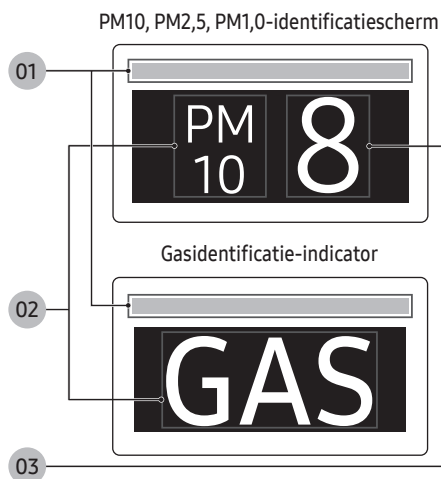 PM10, PM2,5, PM1,0-identificatiescherm
01
PM
10
8
Gasidentificatie-indicator
02
GAS
03